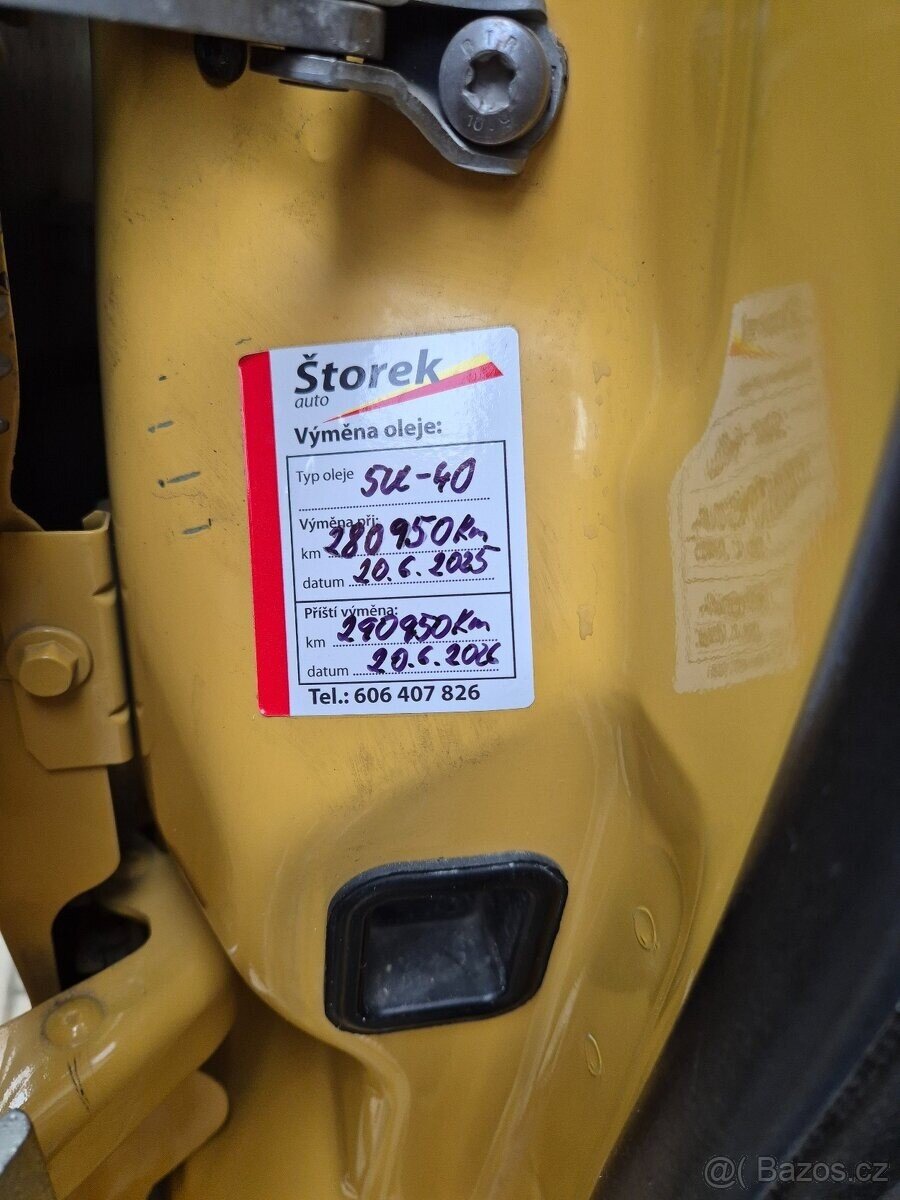 Štorek
auto
Výměna oleje:
Typ oleje 5W-40
Výměna při:
km 280950Km
datum 20.6.2025
Příští výměna:
km 290950Km
datum 20.6.2026
Tel.: 606 407 826
@( Bazos.cz